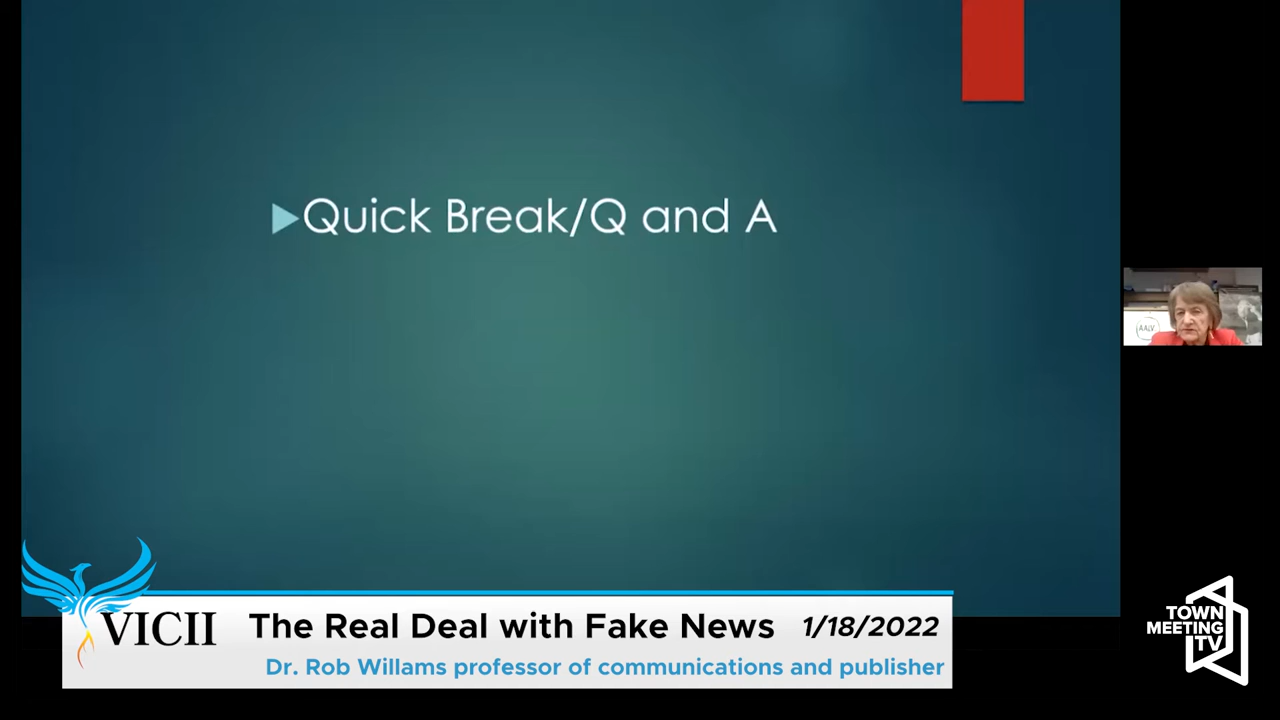 Quick Break/Q and A
AALV
VICII
The Real Deal with Fake News
1/18/2022
Dr. Rob Willams professor of communications and publisher
TOWN
MEETING
TV